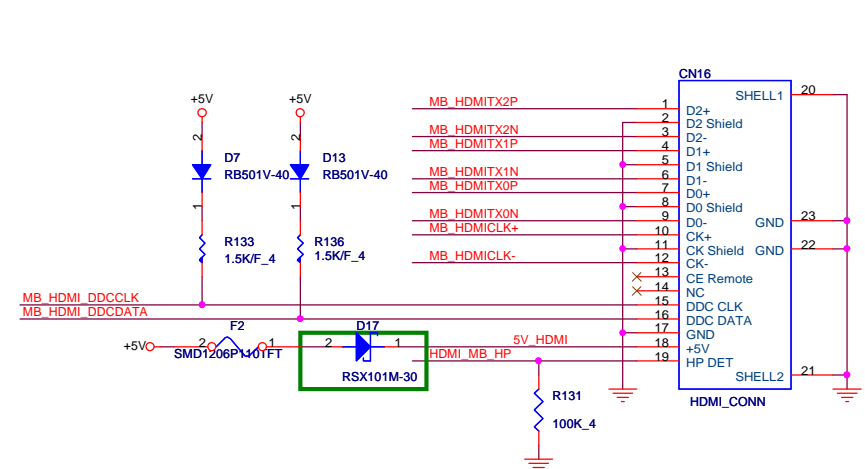 CN16
+5V
+5V
2
2
D7
RB501V-40
D13
RB501V-40
1
1
R133
1.5K/F_4
R136
1.5K/F_4
MB_HDMITX2P
MB_HDMITX2N
MB_HDMITX1P
MB_HDMITX1N
MB_HDMITX0P
MB_HDMITX0N
MB_HDMICLK+
MB_HDMICLK-
MB_HDMI_DDCCLK
MB_HDMI_DDCDATA
+5V
2
F2
1
SMD1206P110TFT
D17
2
1
RSX101M-30
5V_HDMI
HDMI_MB_HP
R131
100K_4
1 D2+
2 D2 Shield
3 D2-
4 D1+
5 D1 Shield
6 D1-
7 D0+
8 D0 Shield
9 D0-
10 CK+
11 CK Shield
12 CK-
13 CE Remote
14 NC
15 DDC CLK
16 DDC DATA
17 GND
18 +5V
19 HP DET
SHELL1 20
GND 23
GND 22
SHELL2 21
HDMI_CONN